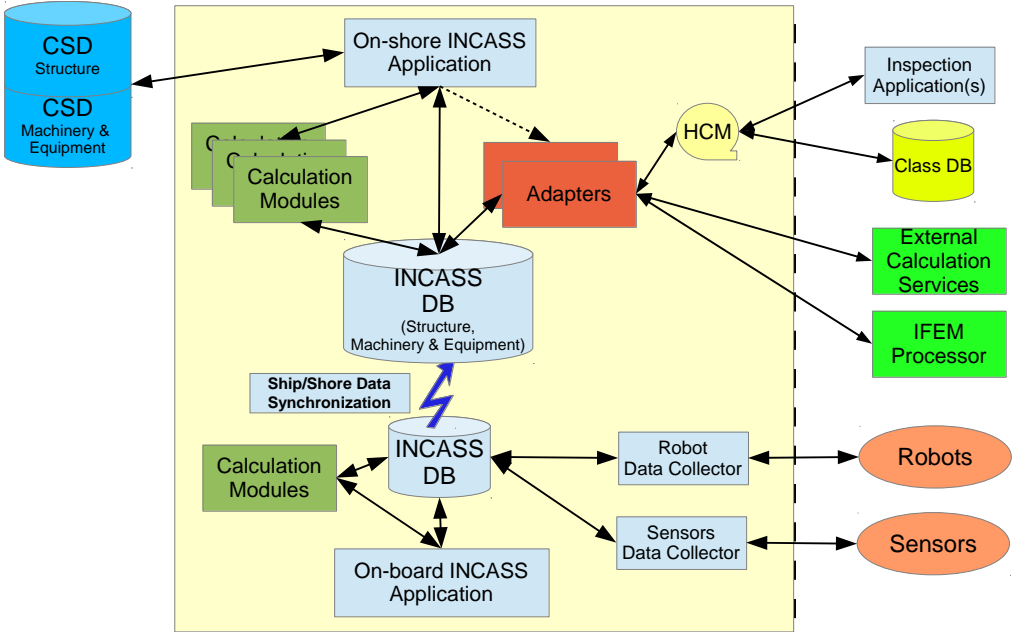 CSD
Structure
CSD
Machinery &
Equipment
On-shore INCASS
Application
Calculation
Modules
Adapters
HCM
Inspection
Application(s)
Class DB
External
Calculation
Services
IFEM
Processor
INCASS
DB
(Structure,
Machinery & Equipment)
Ship/Shore Data
Synchronization
INCASS
DB
Calculation
Modules
On-board INCASS
Application
Robot
Data Collector
Sensors
Data Collector
Robots
Sensors